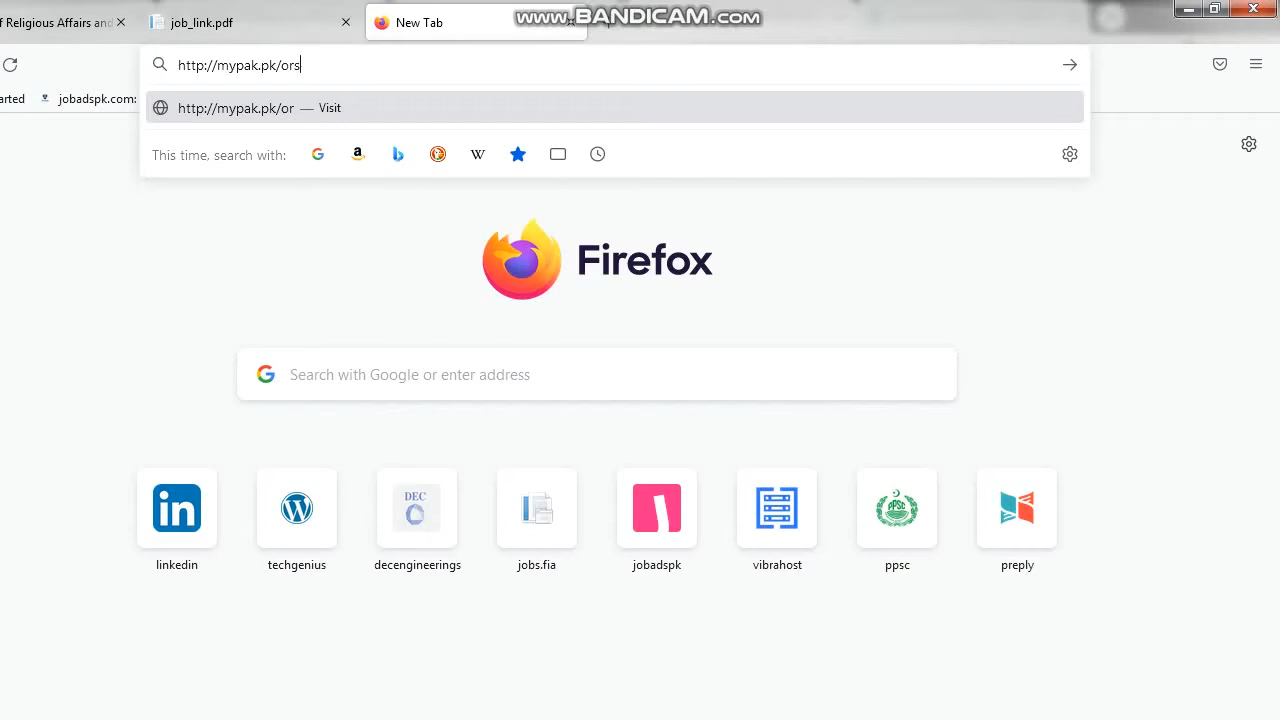 f Religious Affairs and
job_link.pdf
New Tab
www.BANDICAM.com
http://mypak.pk/ors
arted
jobadspk.com:
http://mypak.pk/or — Visit
This time, search with:
Firefox
Search with Google or enter address
DEC
PPSC
linkedin
techgenius
decengineerings
jobs.fia
jobadspk
vibrahost
ppsc
preply